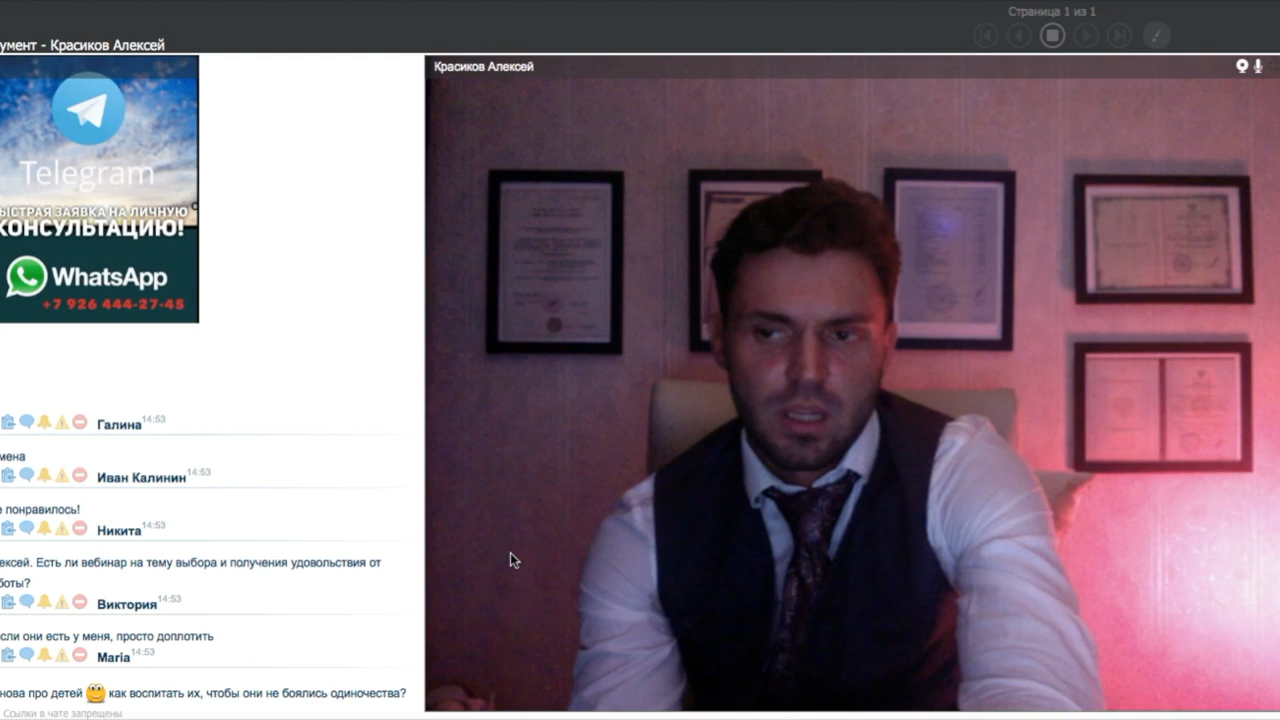 Страница 1 из 1
умент - Красиков Алексей
Красиков Алексей
Telegram
ЫСТРАЯ ЗАЯВКА НА ЛИЧНУЮ
КОНСУЛЬТАЦИЮ!
WhatsApp
+7 926 444-27-45
Галина 14:53
мена
Иван Калинин 14:53
е понравилось!
Никита 14:53
ексей. Есть ли вебинар на тему выбора и получения удовольствия от
боты?
Виктория 14:53
сли они есть у меня, просто доплотить
Maria 14:53
нова про детей как воспитать их, чтобы они не боялись одиночества?
Ссылки в чате запрещены